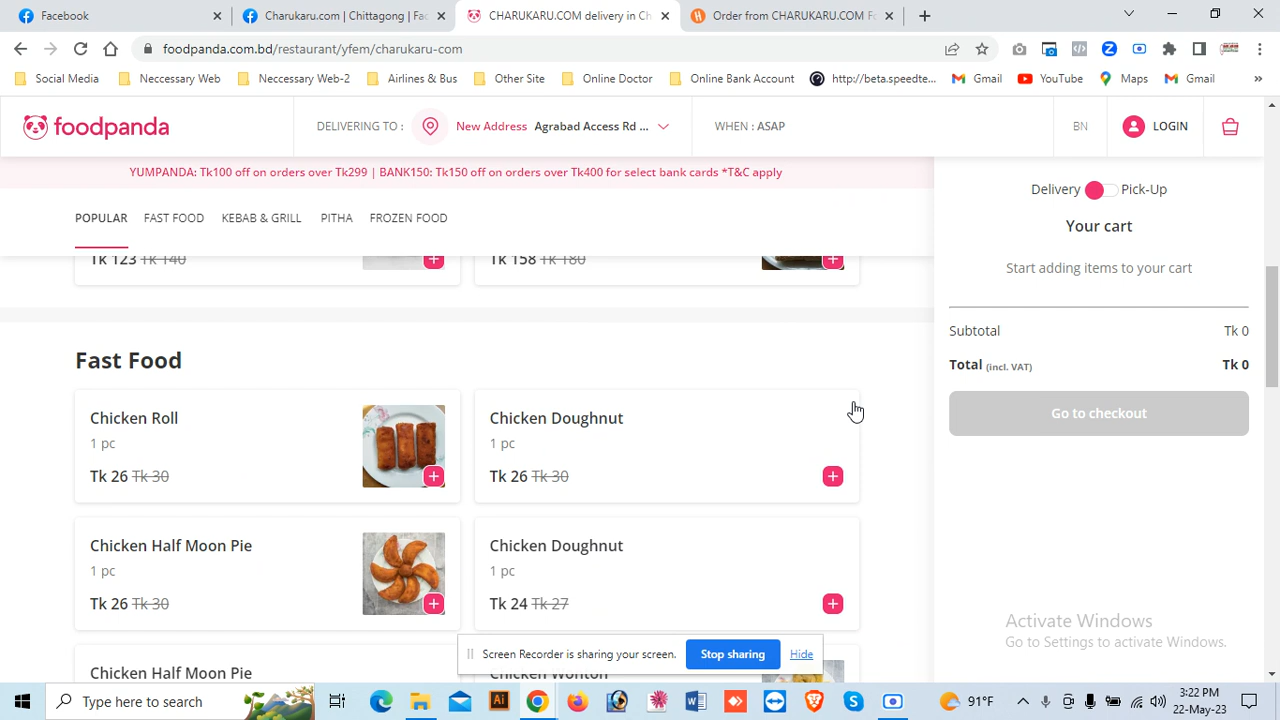 Facebook
Charukaru.com | Chittagong | Fac
CHARUKARU.COM delivery in Ch
Order from CHARUKARU.COM Fo
foodpanda.com.bd/restaurant/yfem/charukaru-com
Social Media
Neccessary Web
Neccessary Web-2
Airlines & Bus
Other Site
Online Doctor
Online Bank Account
http://beta.speedte...
Gmail
YouTube
Maps
Gmail
»
foodpanda
DELIVERING TO :
New Address Agrabad Access Rd ...
WHEN : ASAP
BN
LOGIN
YUMPANDA: Tk100 off on orders over Tk299 | BANK150: Tk150 off on orders over Tk400 for select bank cards *T&C apply
POPULAR
FAST FOOD
KEBAB & GRILL
PITHA
FROZEN FOOD
Tk 123 Tk 140
Tk 158 Tk 180
Fast Food
Chicken Roll
1 pc
Tk 26 Tk 30
Chicken Doughnut
1 pc
Tk 26 Tk 30
Chicken Half Moon Pie
1 pc
Tk 26 Tk 30
Chicken Doughnut
1 pc
Tk 24 Tk 27
Chicken Half Moon Pie
Chicken Wonton
Delivery
Pick-Up
Your cart
Start adding items to your cart
Subtotal
Tk 0
Total (incl. VAT)
Tk 0
Go to checkout
Activate Windows
Go to Settings to activate Windows.
Screen Recorder is sharing your screen.
Stop sharing
Hide
Type here to search
91°F
3:22 PM
22-May-23